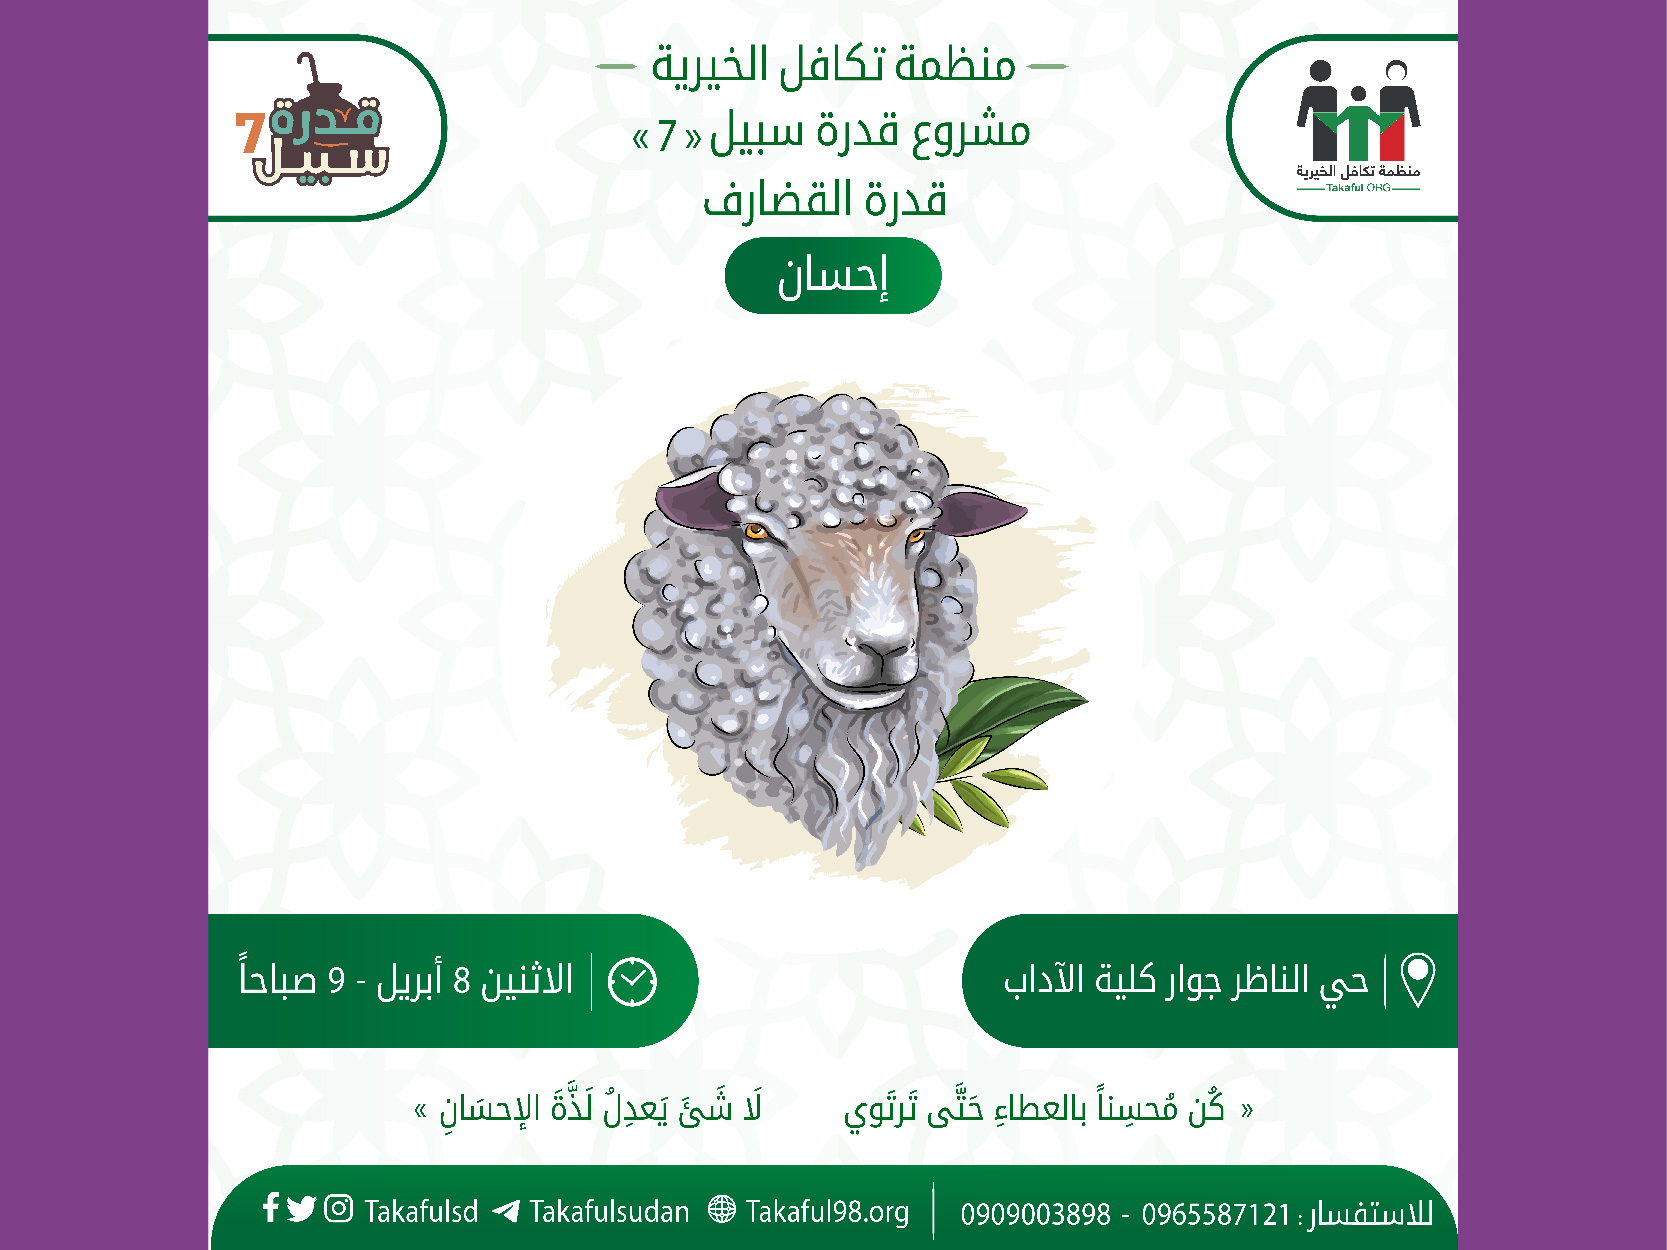 منظمة تكافل الخيرية
مشروع قدرة سبيل « 7 »
قدرة القضارف
إحسان
قدرة
سبيل 7
منظمة تكافل الخيرية
Takaful ORG
حي الناظر جوار كلية الآداب
الاثنين 8 أبريل - 9 صباحاً
« كُن مُحسِناً بالعطاءِ حَتَّى تَرتَوي لَا شَئَ يَعدِلُ لَذَّةَ الإحسَانِ »
للاستفسار : 0965587121 - 0909003898
Takafulsd Takafulsudan Takaful98.org